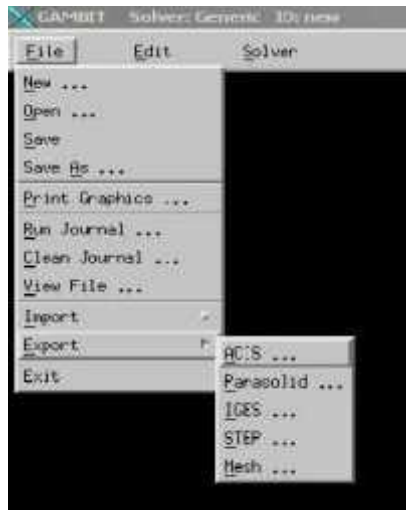 GAMBIT Solver: Generic ID: new
File Edit Solver
New ...
Open ...
Save
Save As ...
Print Graphics ...
Run Journal ...
Clean Journal ...
View File ...
Import
Export
Exit
ACIS ...
Parasolid ...
IGES ...
STEP ...
Mesh ...